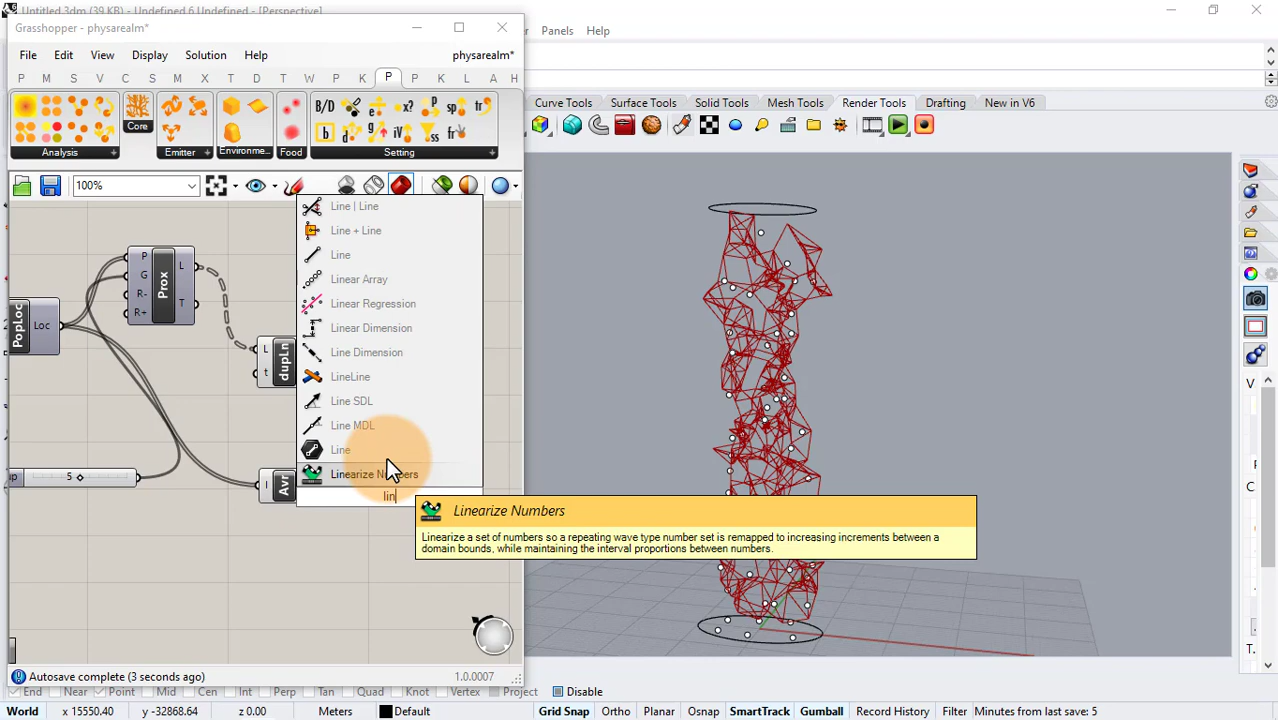 Untitled 3dm (39 KB) - Undefined 6 Undefined - [Perspective]
Grasshopper - physarealm*
Panels Help
File Edit View Display Solution Help physarealm*
P M S V C S M X T D T W P K P P K L A H
Curve Tools Surface Tools Solid Tools Mesh Tools Render Tools Drafting New in V6
B/D
Core
Analysis Emitter Environme... Food Setting
100%
Line | Line
Line + Line
Line
Linear Array
Linear Regression
Linear Dimension
Line Dimension
LineLine
Line SDL
Line MDL
Line
Linearize Numbers
lin
P
G
R-
R+
Prox
L
T
PopLoc
Loc
L
t
dupLn
5
I
Avr
Linearize Numbers
Linearize a set of numbers so a repeating wave type number set is remapped to increasing increments between a
domain bounds, while maintaining the interval proportions between numbers.
Autosave complete (3 seconds ago) 1.0.0007
End Near Point Mid Cen Int Perp Tan Quad Knot Vertex Project Disable
World x 15550.40 y -32868.64 z 0.00 Meters Default Grid Snap Ortho Planar Osnap SmartTrack Gumball Record History Filter Minutes from last save: 5